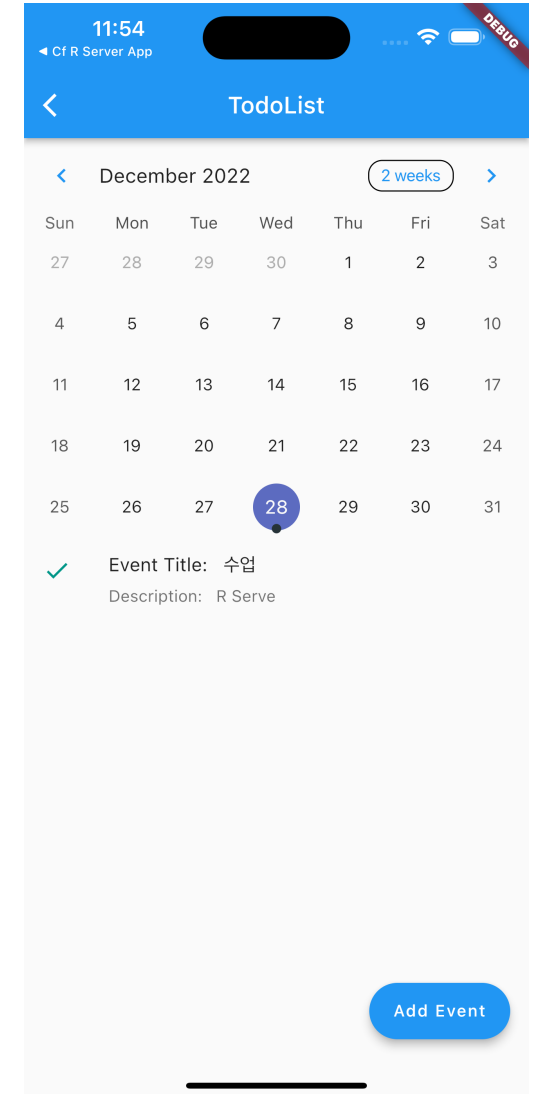 11:54
DEBUG
◀ Cf R Server App
TodoList
December 2022 2 weeks
Sun Mon Tue Wed Thu Fri Sat
27 28 29 30 1 2 3
4 5 6 7 8 9 10
11 12 13 14 15 16 17
18 19 20 21 22 23 24
25 26 27 28 29 30 31
Event Title: 수업
Description: R Serve
Add Event